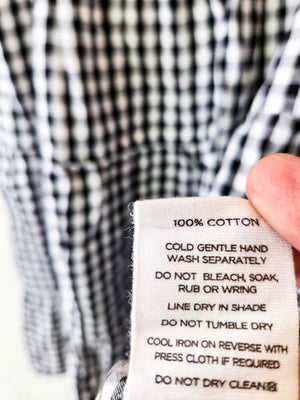 100% COTTON
COLD GENTLE HAND
WASH SEPARATELY
DO NOT BLEACH, SOAK,
RUB OR WRING
LINE DRY IN SHADE
DO NOT TUMBLE DRY
COOL IRON ON REVERSE WITH
PRESS CLOTH IF REQUIRED
DO NOT DRY CLEAN